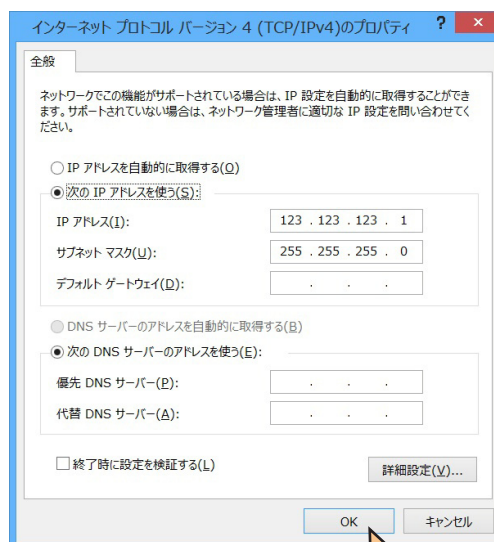 インターネット プロトコル バージョン 4 (TCP/IPv4)のプロパティ ? ×
全般
ネットワークでこの機能がサポートされている場合は、IP 設定を自動的に取得することができ
ます。サポートされていない場合は、ネットワーク管理者に適切な IP 設定を問い合わせてく
ださい。
IP アドレスを自動的に取得する(O)
次の IP アドレスを使う(S):
IP アドレス(I): 123 . 123 . 123 . 1
サブネット マスク(U): 255 . 255 . 255 . 0
デフォルト ゲートウェイ(D): . . .
DNS サーバーのアドレスを自動的に取得する(B)
次の DNS サーバーのアドレスを使う(E):
優先 DNS サーバー(P): . . .
代替 DNS サーバー(A): . . .
終了時に設定を検証する(L)
詳細設定(V)...
OK キャンセル